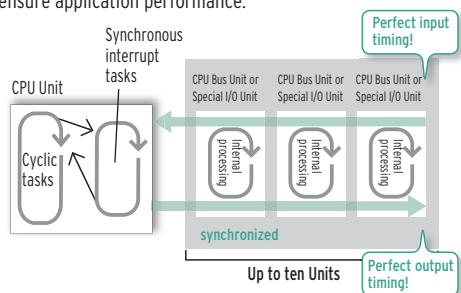 ensure application performance.
Synchronous
interrupt
tasks
CPU Unit
Cyclic
tasks
Perfect input
timing!
CPU Bus Unit or
Special I/O Unit
CPU Bus Unit or
Special I/O Unit
CPU Bus Unit or
Special I/O Unit
Internal
processing
Internal
processing
Internal
processing
synchronized
Up to ten Units
Perfect output
timing!